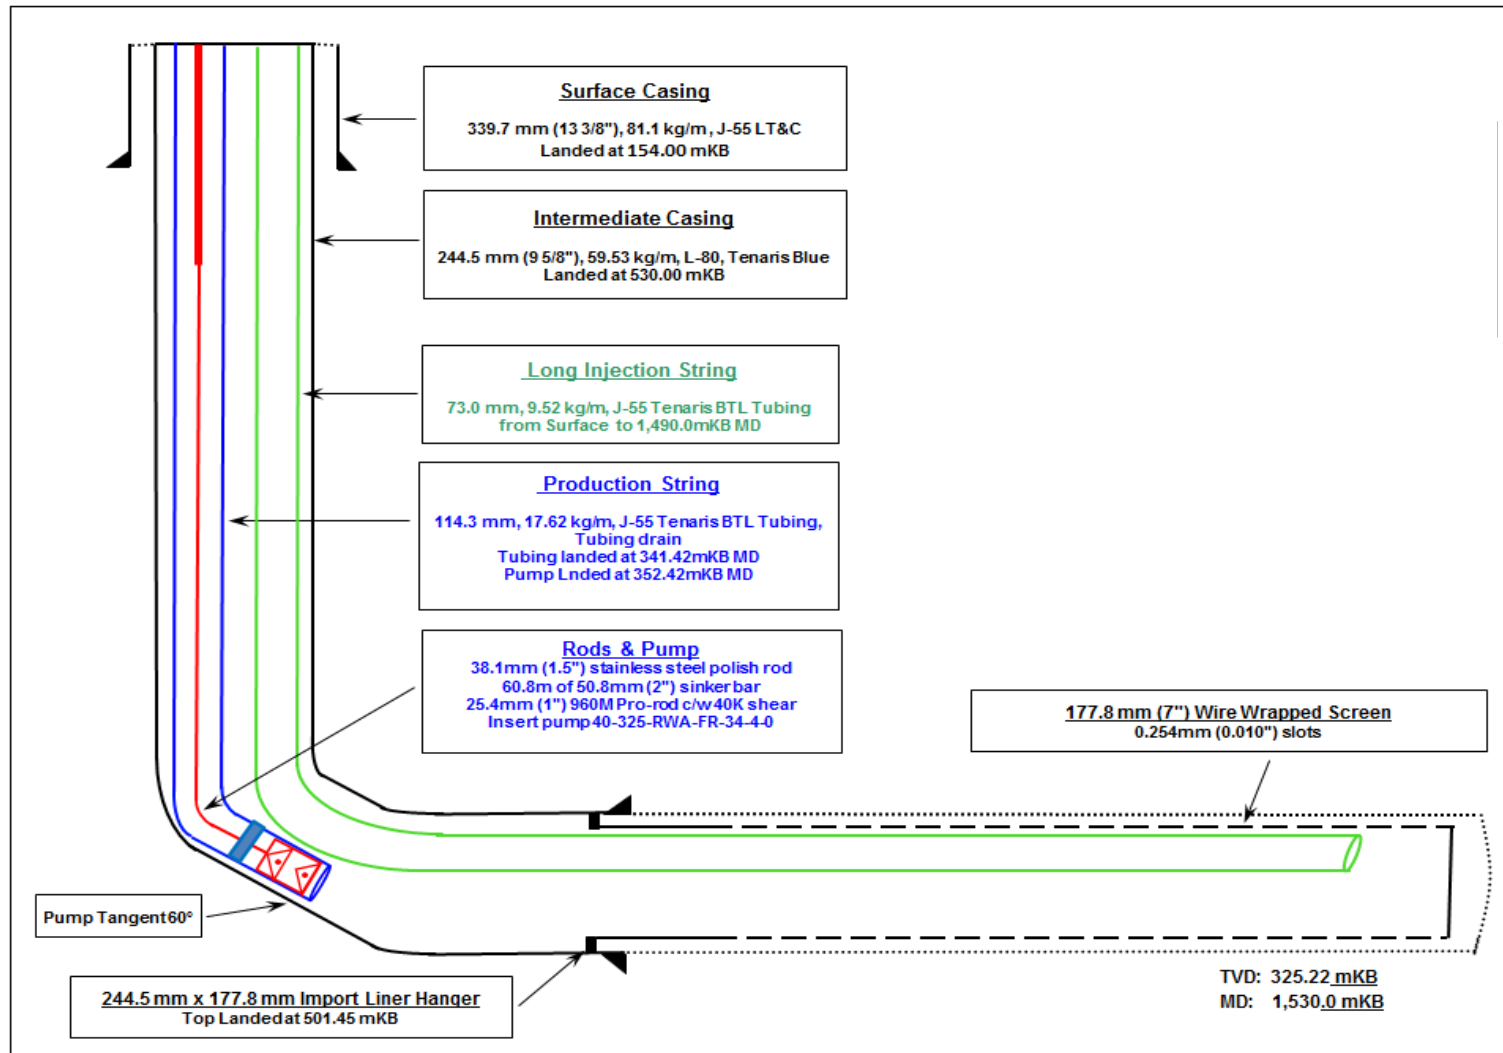 Surface Casing
339.7 mm (13 3/8"), 81.1 kg/m, J-55 LT&C
Landed at 154.00 mKB
Intermediate Casing
244.5 mm (9 5/8"), 59.53 kg/m, L-80, Tenaris Blue
Landed at 530.00 mKB
Long Injection String
73.0 mm, 9.52 kg/m, J-55 Tenaris BTL Tubing
from Surface to 1,490.0mKB MD
Production String
114.3 mm, 17.62 kg/m, J-55 Tenaris BTL Tubing,
Tubing drain
Tubing landed at 341.42mKB MD
Pump Lnded at 352.42mKB MD
Rods & Pump
38.1mm (1.5") stainless steel polish rod
60.8m of 50.8mm (2") sinker bar
25.4mm (1") 960M Pro-rod c/w 40K shear
Insert pump 40-325-RWA-FR-34-4-0
177.8 mm (7") Wire Wrapped Screen
0.254mm (0.010") slots
Pump Tangent 60°
244.5 mm x 177.8 mm Import Liner Hanger
Top Landed at 501.45 mKB
TVD: 325.22 mKB
MD: 1,530.0 mKB